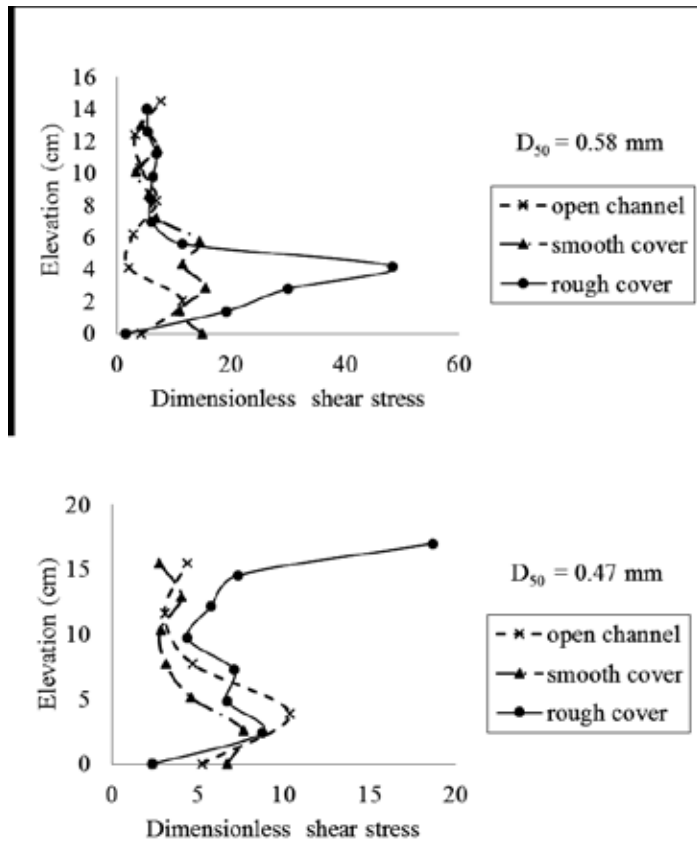 16
14
12
10
8
6
4
2
0
Elevation (cm)
0 20 40 60
Dimensionless shear stress
D50 = 0.58 mm
open channel
smooth cover
rough cover
20
15
10
5
0
Elevation (cm)
0 5 10 15 20
Dimensionless shear stress
D50 = 0.47 mm
open channel
smooth cover
rough cover